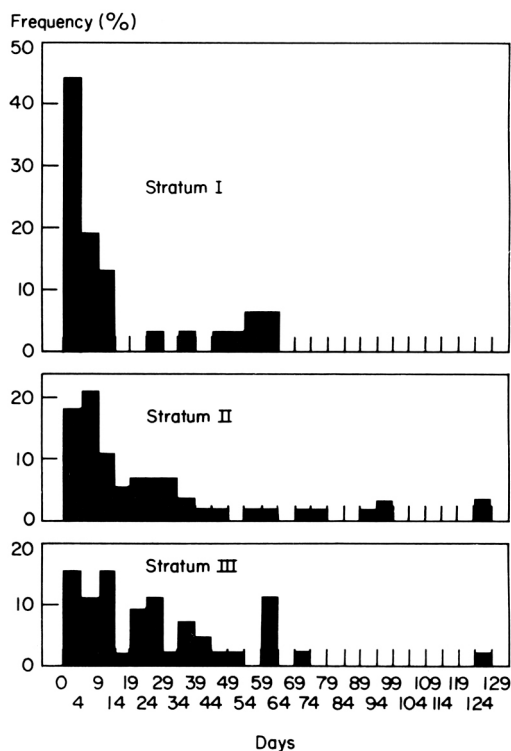 Frequency (%)
50
40
30
20
10
0
Stratum I
20
10
0
Stratum II
20
10
0
Stratum III
0 9 19 29 39 49 59 69 79 89 99 109 119 129
4 14 24 34 44 54 64 74 84 94 104 114 124
Days